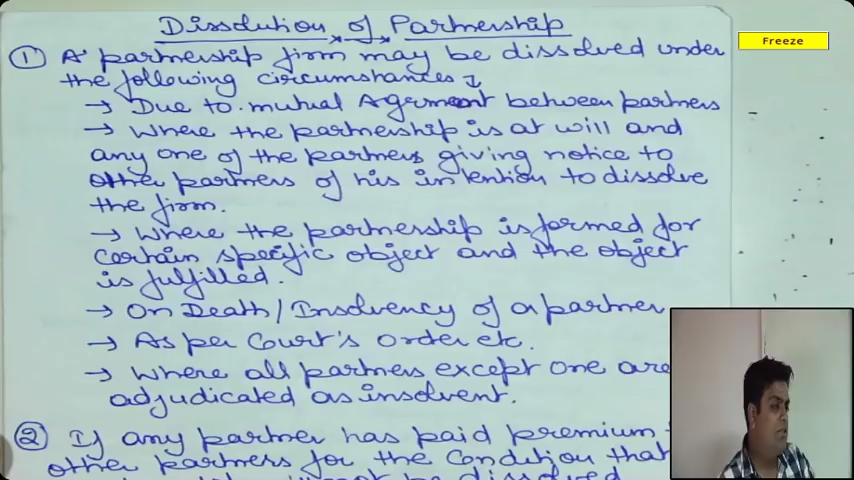 Dissolution of Partnership
Freeze
① A partnership firm may be dissolved under
the following circumstances
→ Due to mutual Agrment between partners
→ Where the partnership is at will and
any one of the partners giving notice to
other partners of his intention to dissolve
the firm.
→ Where the partnership is formed for
certain specific object and the object
is fulfilled.
→ On Death/Insolvency of a partner
→ As per Court's order etc.
→ Where all partners except one are
adjudicated as insolvent.
② If any partner has paid premium
other partners for the condition that
not be dissolved